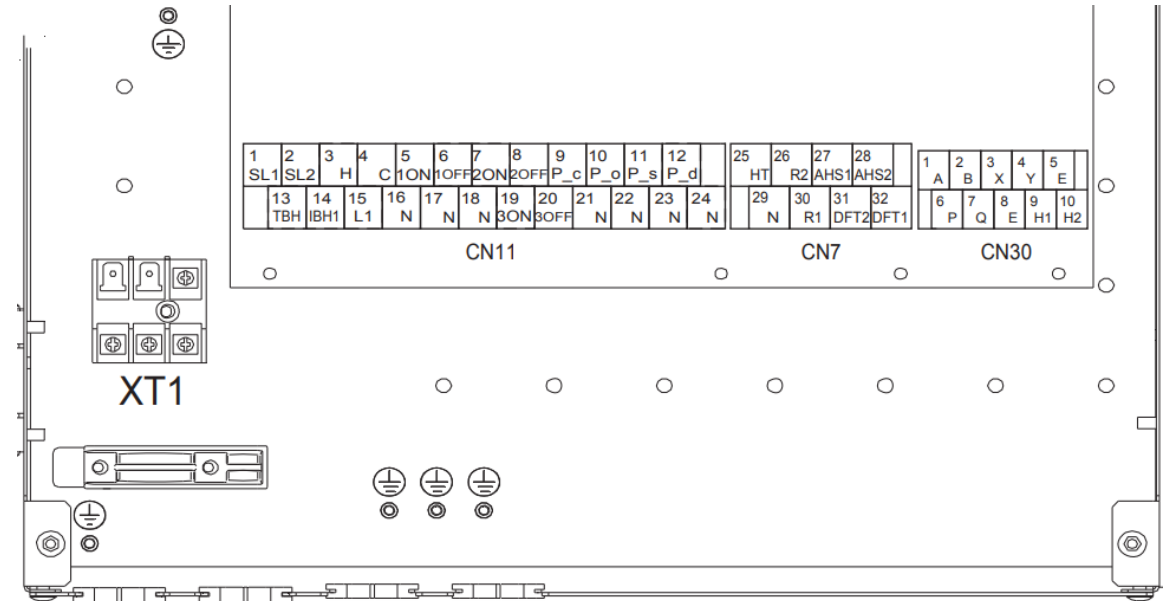 1 2 3 4 5 6 7 8 9 10 11 12
SL1 SL2 H C 1ON 1OFF 2ON 2OFF P_c P_o P_s P_d
13 14 15 16 17 18 19 20 21 22 23 24
TBH IBH1 L1 N N N 3ON 3OFF N N N N
CN11
25 26 27 28
HT R2 AHS1 AHS2
29 30 31 32
N R1 DFT2 DFT1
CN7
1 2 3 4 5
A B X Y E
6 7 8 9 10
P Q E H1 H2
CN30
XT1